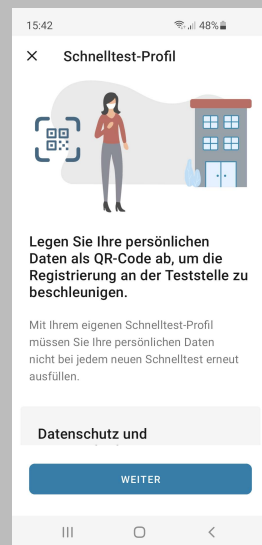 15:42
48%
Schnelltest-Profil
Legen Sie Ihre persönlichen
Daten als QR-Code ab, um die
Registrierung an der Teststelle zu
beschleunigen.
Mit Ihrem eigenen Schnelltest-Profil
müssen Sie Ihre persönlichen Daten
nicht bei jedem neuen Schnelltest erneut
ausfüllen.
Datenschutz und
WEITER